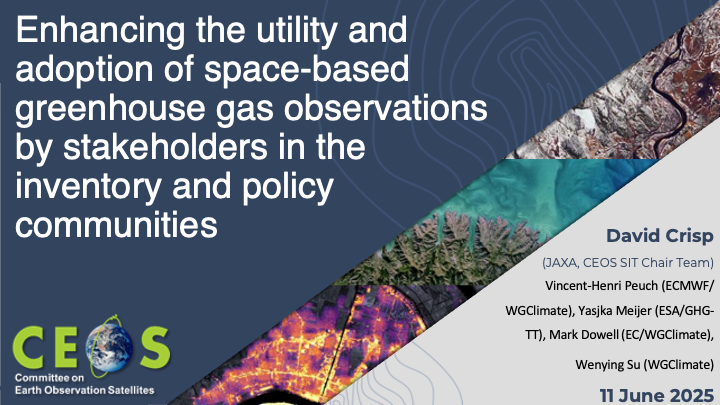 Enhancing the utility and
adoption of space-based
greenhouse gas observations
by stakeholders in the
inventory and policy
communities
David Crisp
(JAXA, CEOS SIT Chair Team)
Vincent-Henri Peuch (ECMWF/
WGClimate), Yasjka Meijer (ESA/GHG-
TT), Mark Dowell (EC/WGClimate),
Wenying Su (WGClimate)
11 June 2025
CEOS
Committee on
Earth Observation Satellites